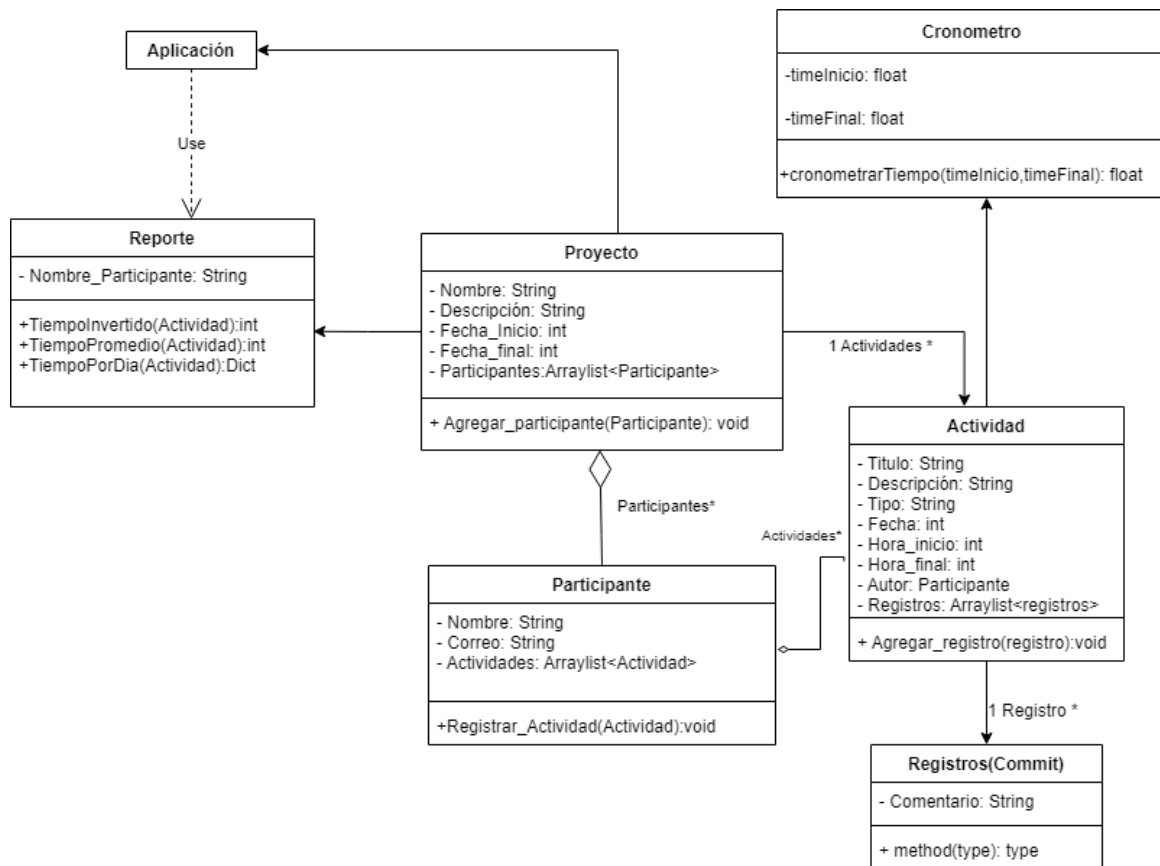 Aplicación
Use
Cronometro
-timeInicio: float
-timeFinal: float
+cronometrarTiempo(timeInicio,timeFinal): float
Reporte
- Nombre_Participante: String
+TiempoInvertido(Actividad):int
+TiempoPromedio(Actividad):int
+TiempoPorDia(Actividad):Dict
Proyecto
- Nombre: String
- Descripción: String
- Fecha_Inicio: int
- Fecha_final: int
- Participantes:Arraylist<Participante>
+ Agregar_participante(Participante): void
1 Actividades *
Actividad
- Titulo: String
- Descripción: String
- Tipo: String
- Fecha: int
- Hora_inicio: int
- Hora_final: int
- Autor: Participante
- Registros: Arraylist<registros>
+ Agregar_registro(registro):void
Participantes*
Actividades*
Participante
- Nombre: String
- Correo: String
- Actividades: Arraylist<Actividad>
+Registrar_Actividad(Actividad):void
1 Registro *
Registros(Commit)
- Comentario: String
+ method(type): type